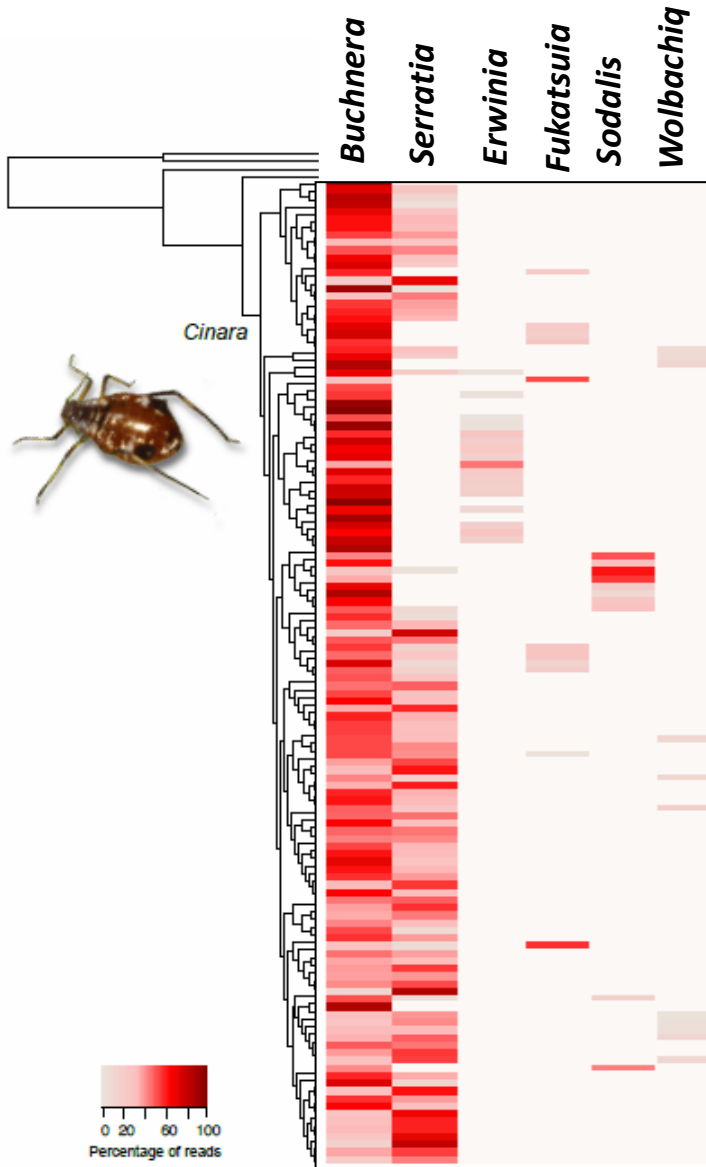 Buchnera
Serratia
Erwinia
Fukatsuia
Sodalis
Wolbachiq
Cinara
0 20 60 100
Percentage of reads